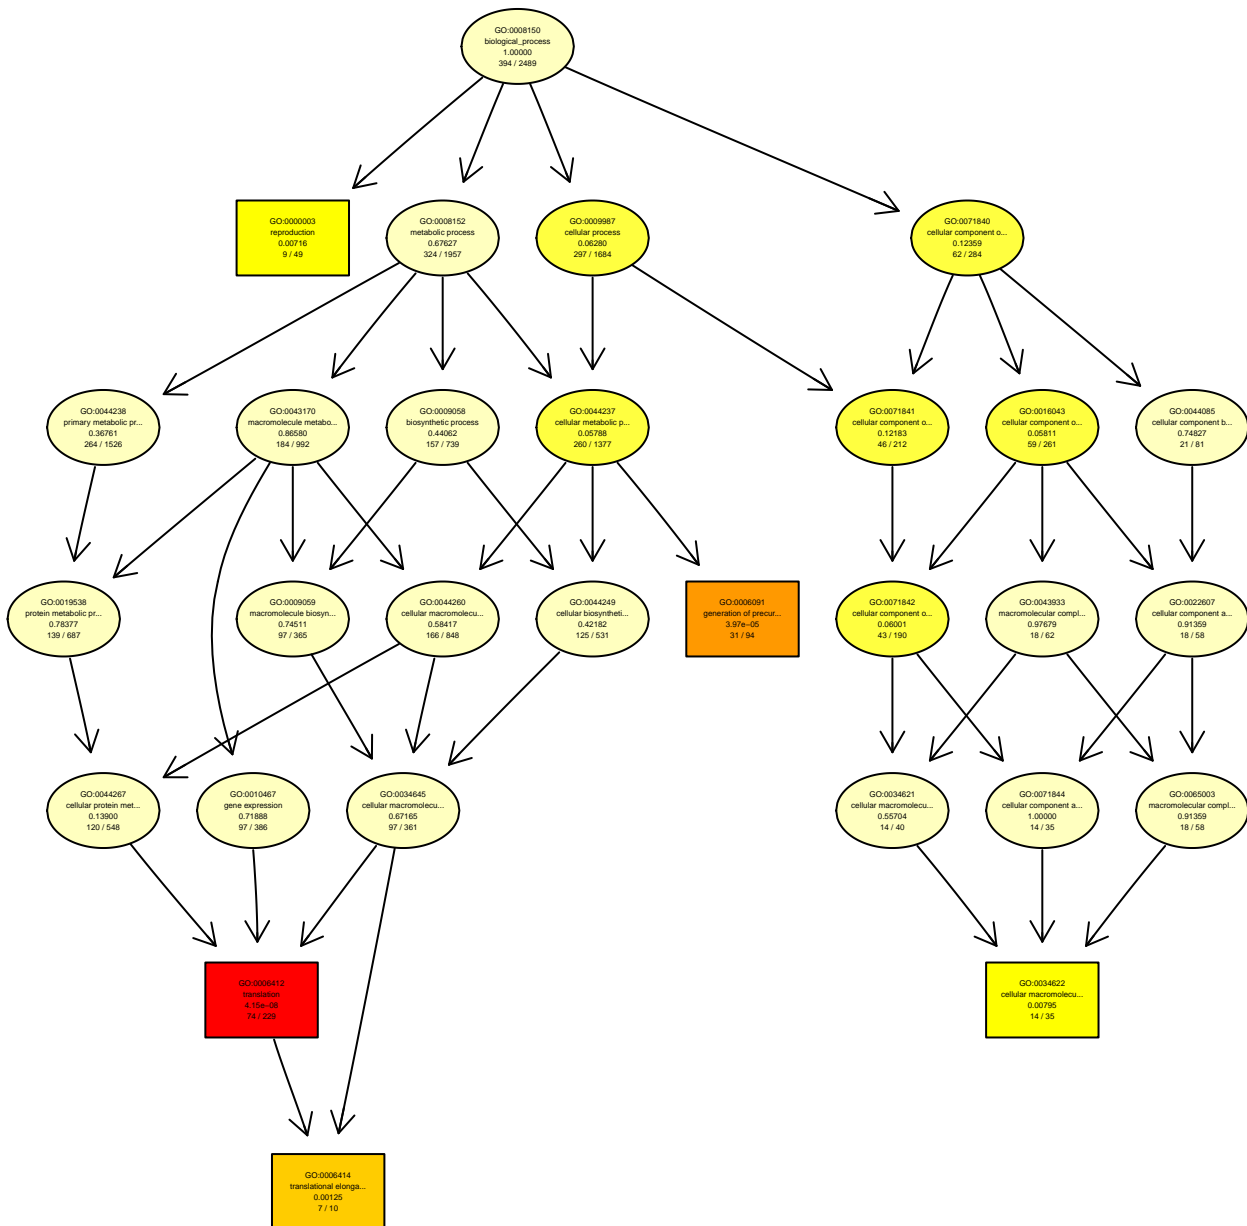 GO:0008150
biological_process
1.00000
394 / 2489
GO:0000003
reproduction
0.00716
9 / 49
GO:0008152
metabolic process
0.67627
324 / 1957
GO:0009987
cellular process
0.06280
297 / 1684
GO:0071840
cellular component o...
0.12359
62 / 284
GO:0044238
primary metabolic pr...
0.36761
264 / 1526
GO:0043170
macromolecule metabo...
0.86580
184 / 992
GO:0009058
biosynthetic process
0.44062
157 / 739
GO:0044237
cellular metabolic p...
0.05788
260 / 1377
GO:0071841
cellular component o...
0.12183
46 / 212
GO:0016043
cellular component o...
0.05811
59 / 261
GO:0044085
cellular component b...
0.74827
21 / 81
GO:0019538
protein metabolic pr...
0.78377
139 / 687
GO:0009059
macromolecule biosyn...
0.74511
97 / 365
GO:0044260
cellular macromolecu...
0.58417
166 / 848
GO:0044249
cellular biosyntheti...
0.42182
125 / 531
GO:0006091
generation of precur...
3.97e−05
31 / 94
GO:0071842
cellular component o...
0.06001
43 / 190
GO:0043933
macromolecular compl...
0.97679
18 / 62
GO:0022607
cellular component a...
0.91359
18 / 58
GO:0044267
cellular protein met...
0.13900
120 / 548
GO:0010467
gene expression
0.71888
97 / 386
GO:0034645
cellular macromolecu...
0.67165
97 / 361
GO:0034621
cellular macromolecu...
0.55704
14 / 40
GO:0071844
cellular component a...
1.00000
14 / 35
GO:0065003
macromolecular compl...
0.91359
18 / 58
GO:0006412
translation
4.15e−08
74 / 229
GO:0034622
cellular macromolecu...
0.00795
14 / 35
GO:0006414
translational elonga...
0.00125
7 / 10